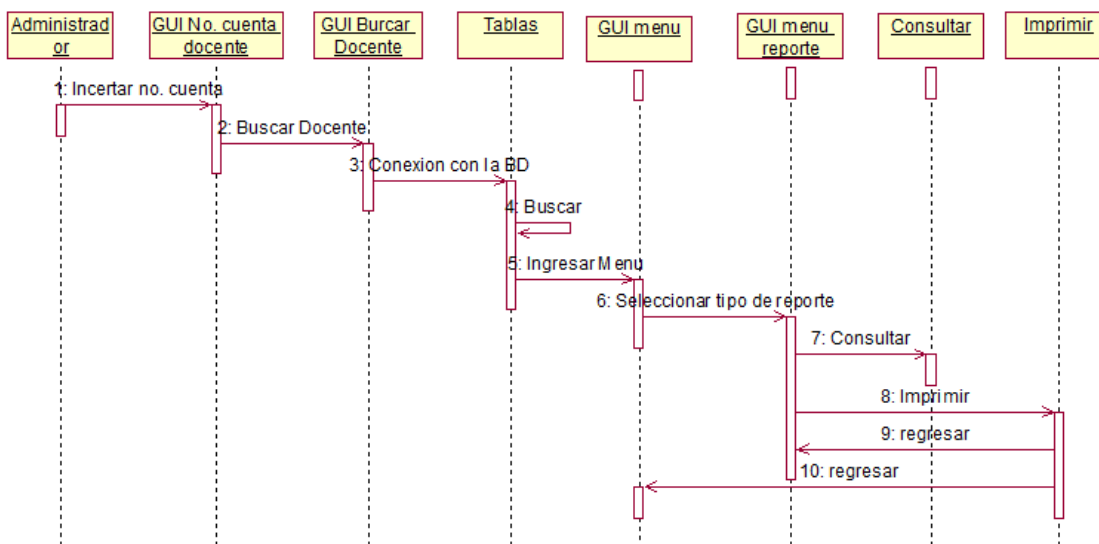 Administrad
or
GUI No. cuenta
docente
GUI Burcar
Docente
Tablas
GUI menu
GUI menu
reporte
Consultar
Imprimir
1: Incertar no. cuenta
2: Buscar Docente
3: Conexion con la BD
4: Buscar
5: Ingresar Menu
6: Seleccionar tipo de reporte
7: Consultar
8: Imprimir
9: regresar
10: regresar